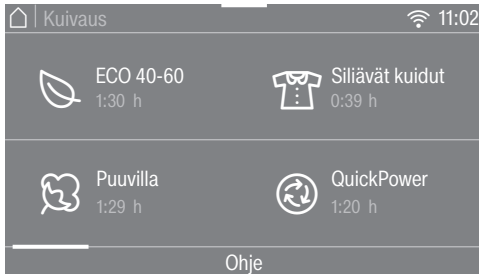 Kuivaus 11:02
ECO 40-60
1:30 h
Siliävät kuidut
0:39 h
Puuvilla
1:29 h
QuickPower
1:20 h
Ohje